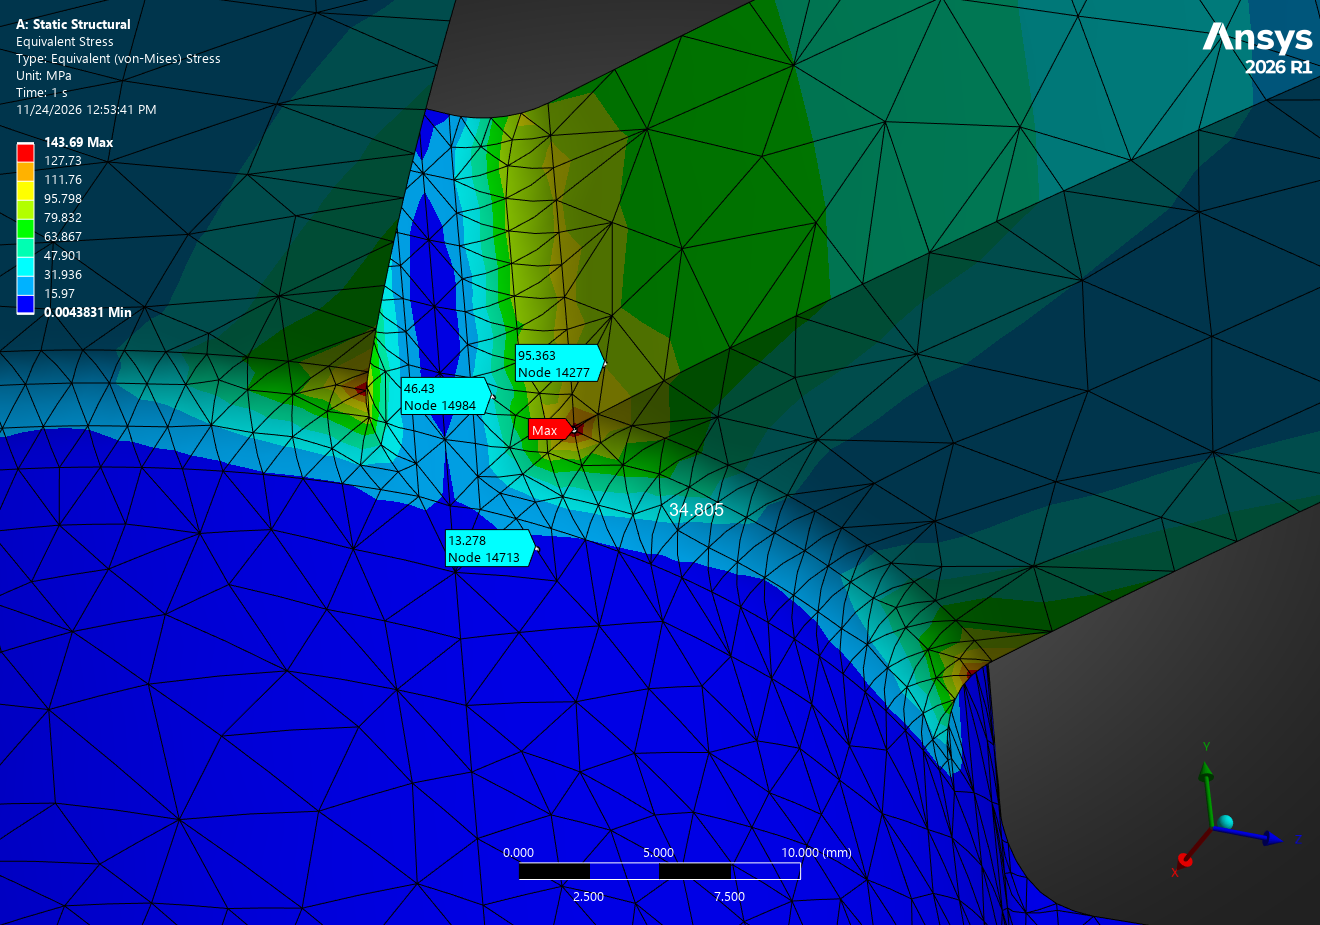 A: Static Structural
Equivalent Stress
Type: Equivalent (von-Mises) Stress
Unit: MPa
Time: 1 s
11/24/2026 12:53:41 PM
143.69 Max
127.73
111.76
95.798
79.832
63.867
47.901
31.936
15.97
0.0043831 Min
Ansys
2026 R1
95.363
Node 14277
46.43
Node 14984
Max
34.805
13.278
Node 14713
0.000 5.000 10.000 (mm)
2.500 7.500
Y
X
Z